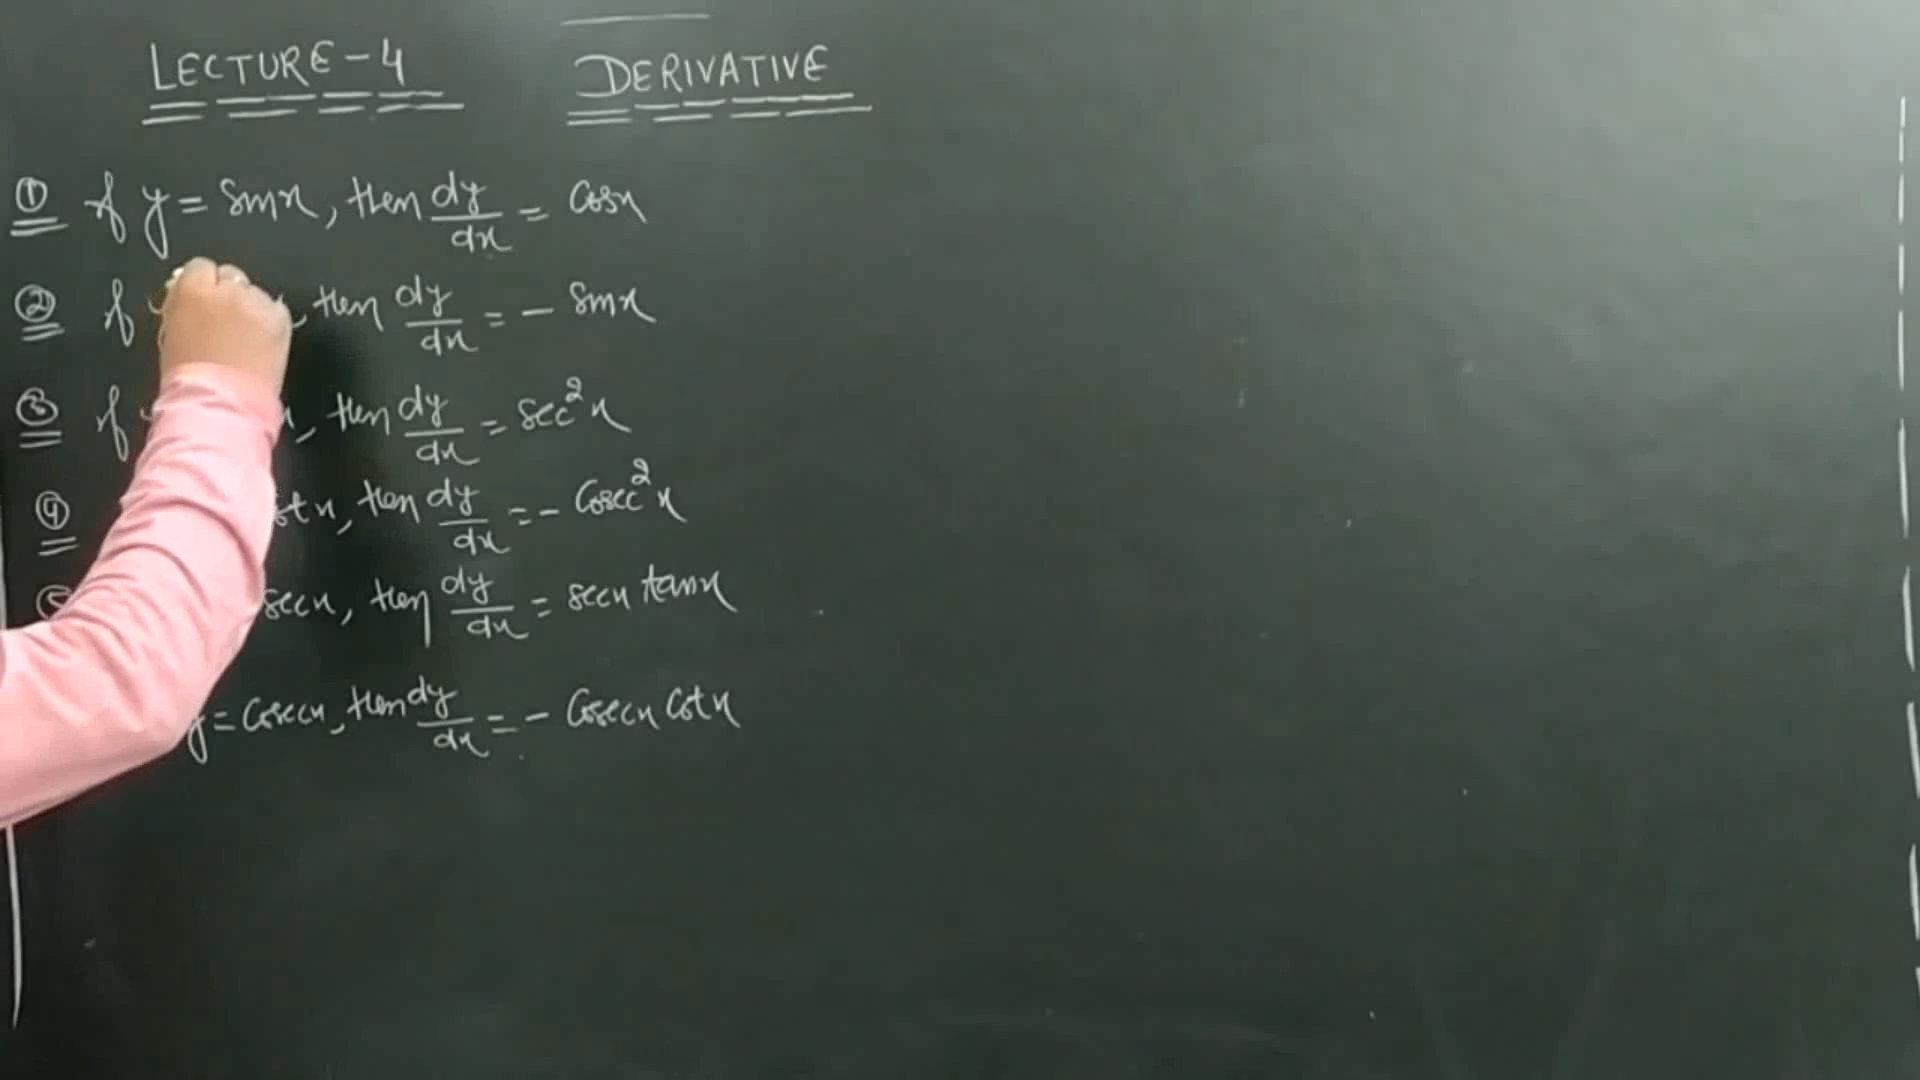 LECTURE-4 DERIVATIVE
① if y = sinx, then dy/dx = cosx
② if then dy/dx = - sinx
③ if x, then dy/dx = sec²x
④ cotx, then dy/dx = - cosec²x
⑤ secx, then dy/dx = secx tanx
y = cosecx, then dy/dx = - cosecx cotx